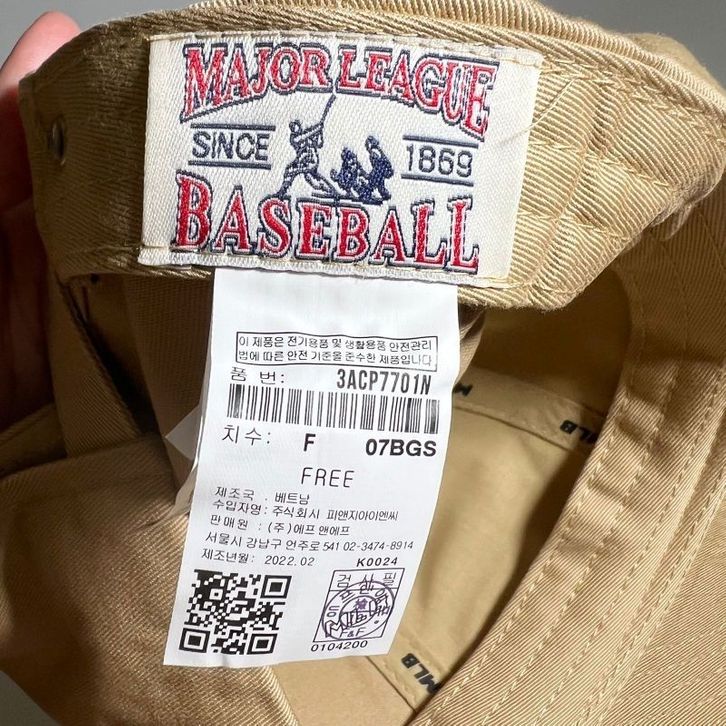 MAJOR LEAGUE
SINCE 1869
BASEBALL
이 제품은 전기용품 및 생활용품 안전관리
법에 따른 안전 기준을 준수한 제품입니다
품 번: 3ACP7701N
치수: F 07BGS
FREE
제조국 : 베트남
수입자명 : 주식회시 피앤지아이엔씨
판매원 : (주)에프앤에프
서울시 강남구 언주로 541 02-3474-8914
제조년월 : 2022.02 K0024
검사필
MLB
F&F
0104200
MLB
MLB